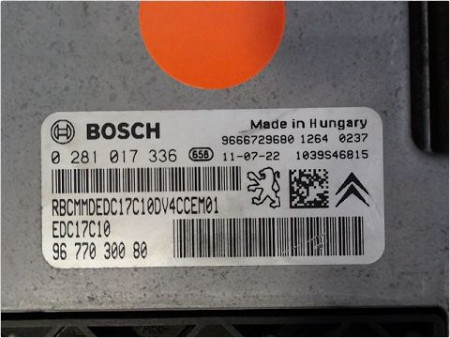 BOSCH
Made in Hungary
9666729680 1264 0237
0 281 017 336 658 11-07-22 1039S46815
RBCMMDEDC17C10DV4CCEM01
EDC17C10
96 770 300 80